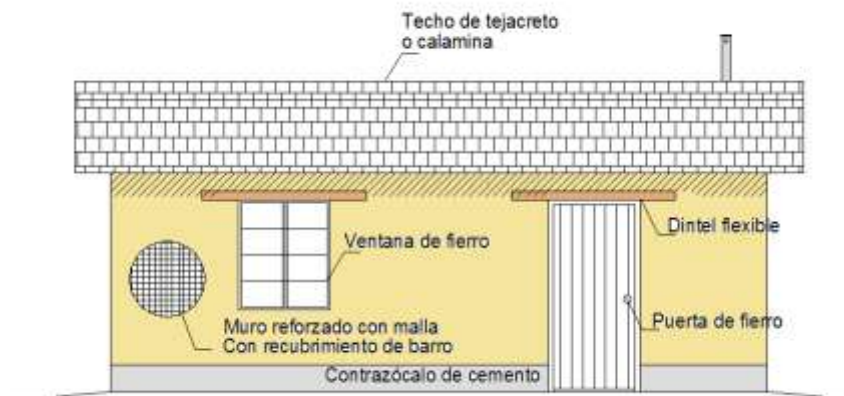 Techo de tejacreto
o calamina
Dintel flexible
Ventana de fierro
Puerta de fierro
Muro reforzado con malla
Con recubrimiento de barro
Contrazócalo de cemento